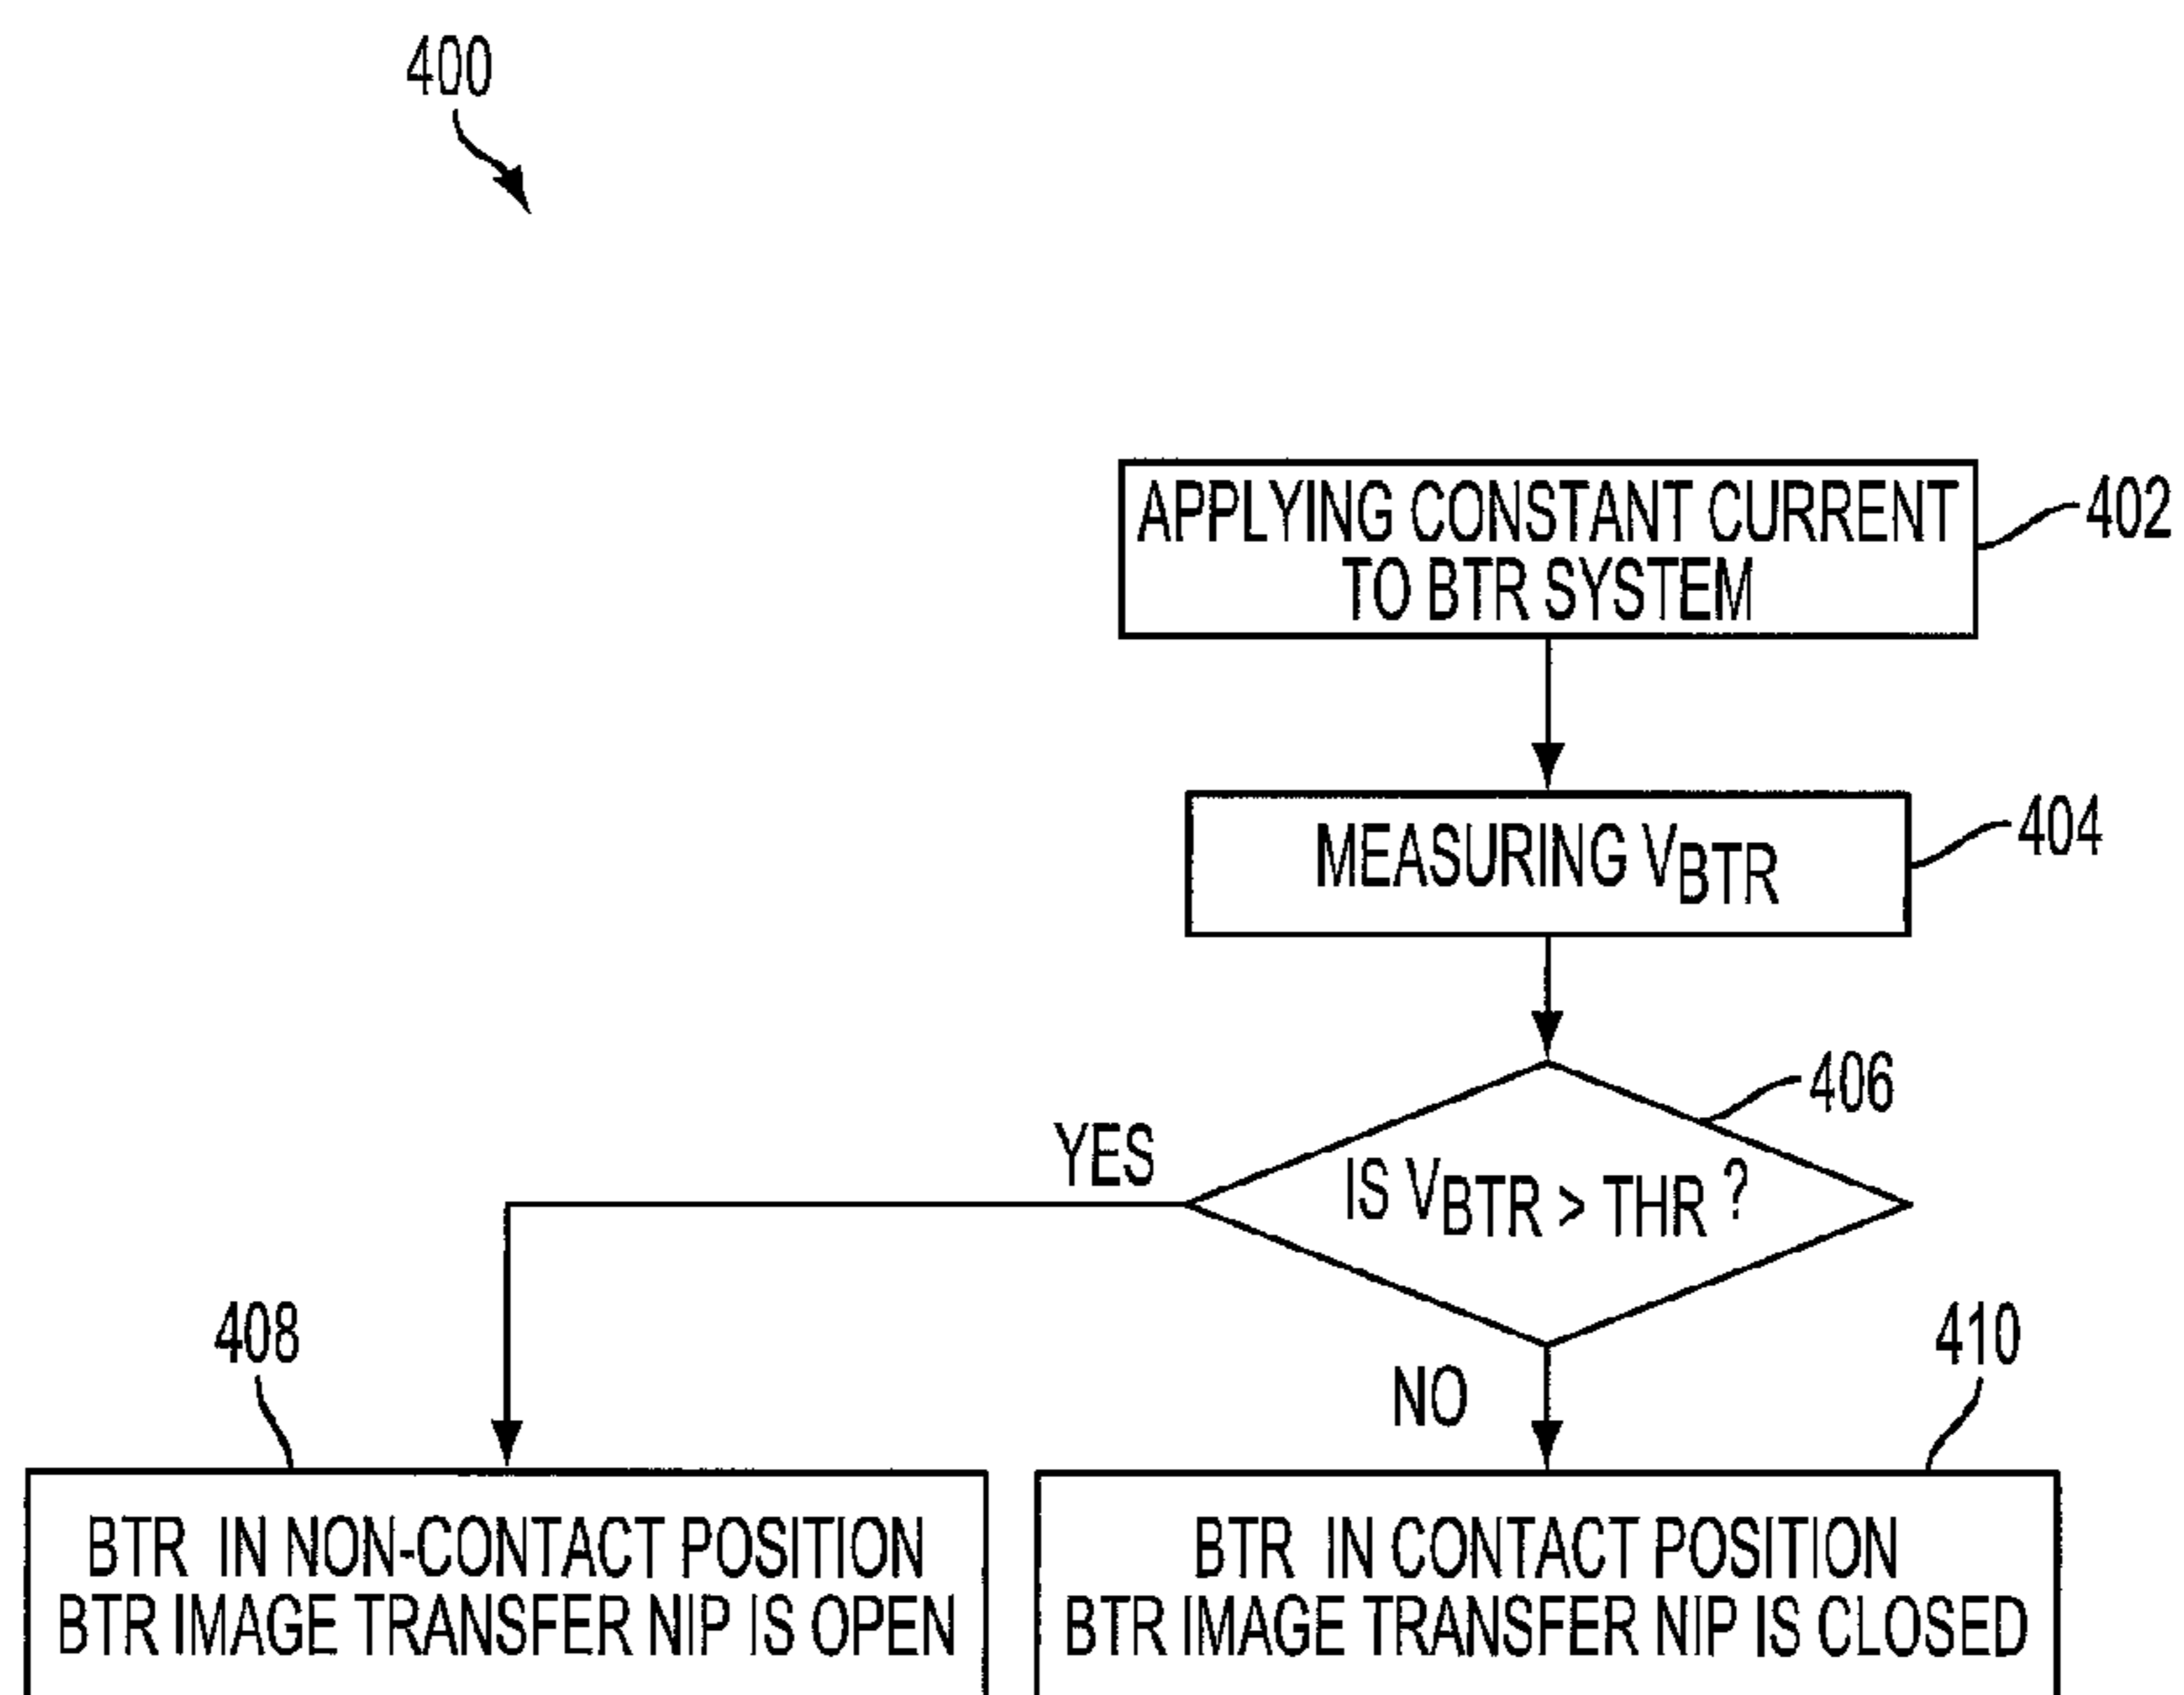 400
APPLYING CONSTANT CURRENT
TO BTR SYSTEM
402
MEASURING VBTR
404
406
YES
IS VBTR > THR ?
408
NO
410
BTR IN NON-CONTACT POSITION
BTR IMAGE TRANSFER NIP IS OPEN
BTR IN CONTACT POSITION
BTR IMAGE TRANSFER NIP IS CLOSED